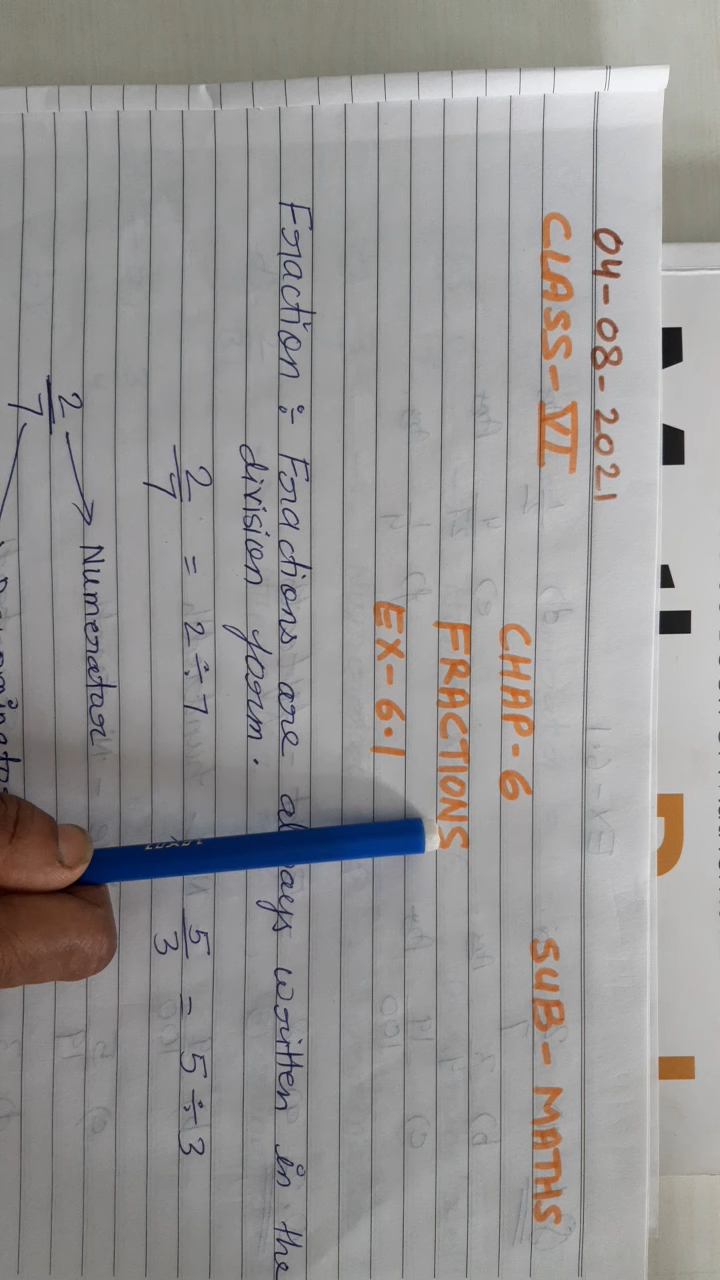 04-08-2021
CLASS-VI SUB-MATHS
CHAP-6
FRACTIONS
EX-6.1
Fraction :- Fractions are always written in the
division form.
2/7 = 2÷7 5/3 = 5÷3
2/7 → Numerator